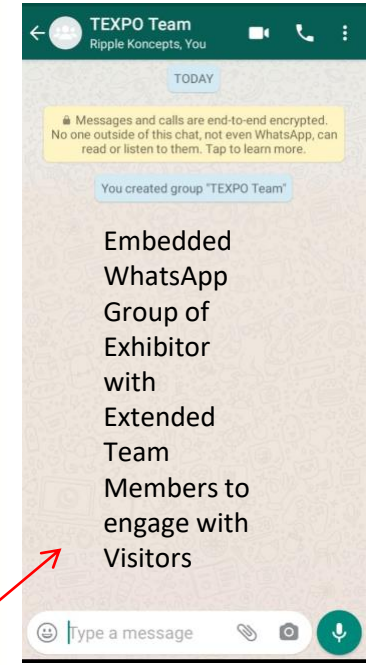 TEXPO Team
Ripple Koncepts, You
TODAY
Messages and calls are end-to-end encrypted.
No one outside of this chat, not even WhatsApp, can
read or listen to them. Tap to learn more.
You created group "TEXPO Team"
Embedded
WhatsApp
Group of
Exhibitor
with
Extended
Team
Members to
engage with
Visitors
Type a message